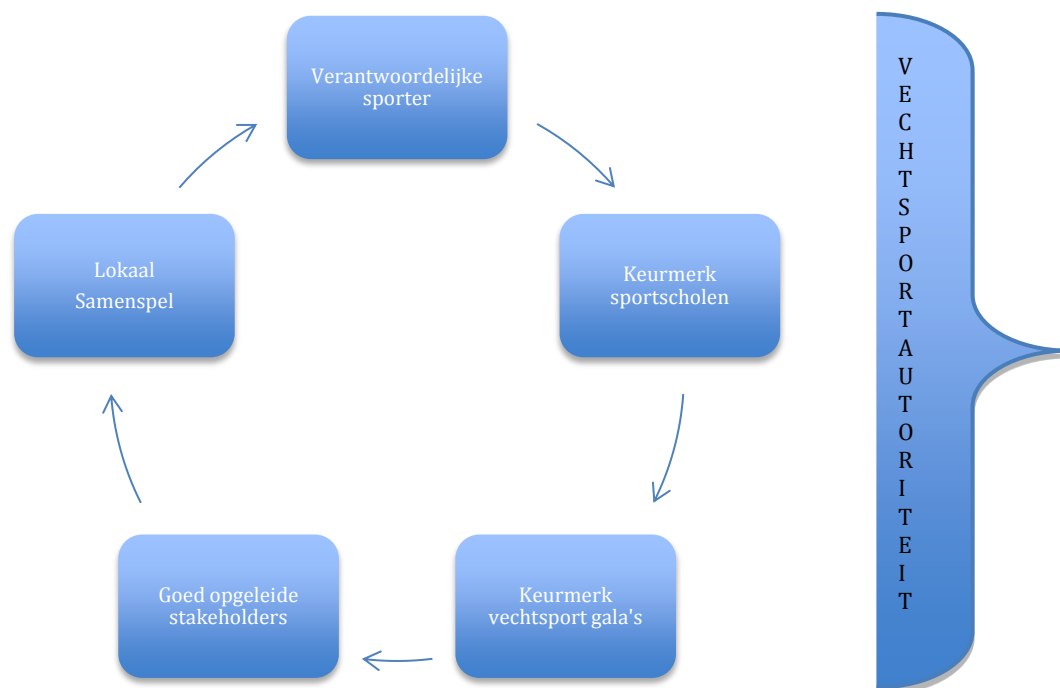 Verantwoordelijke
sporter
Keurmerk
sportscholen
Keurmerk
vechtsport gala's
Goed opgeleide
stakeholders
Lokaal
Samenspel
V
E
C
H
T
S
P
O
R
T
A
U
T
O
R
I
T
E
I
T